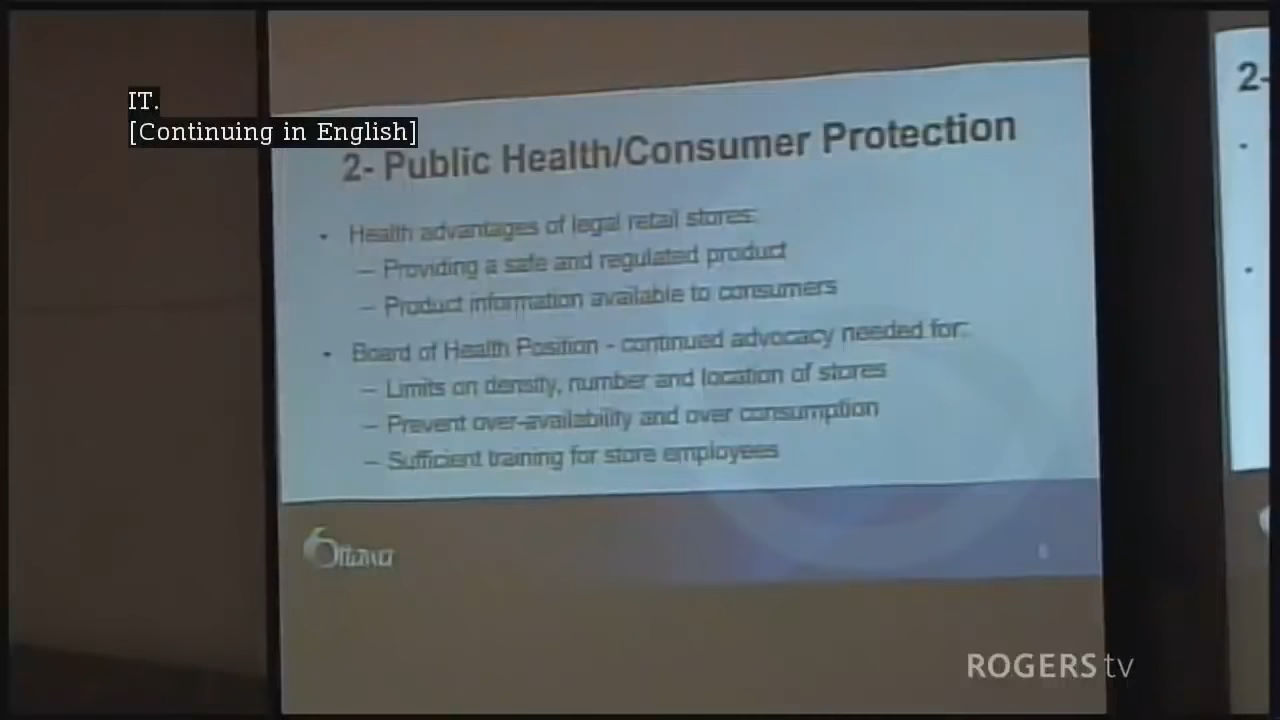 IT.
[Continuing in English]
2- Public Health/Consumer Protection
• Health advantages of legal retail stores:
– Providing a safe and regulated product
– Product information available to consumers
• Board of Health Position - continued advocacy needed for:
– Limits on density, number and location of stores
– Prevent over-availability and over consumption
– Sufficient training for store employees
Ottawa
2-
ROGERS tv